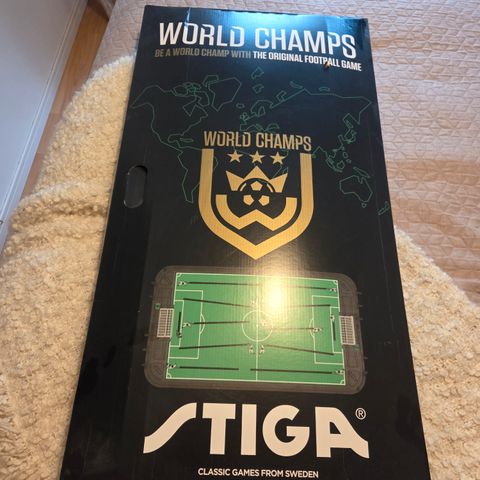 WORLD CHAMPS
BE A WORLD CHAMP WITH THE ORIGINAL FOOTBALL GAME
WORLD CHAMPS
STIGA®
CLASSIC GAMES FROM SWEDEN